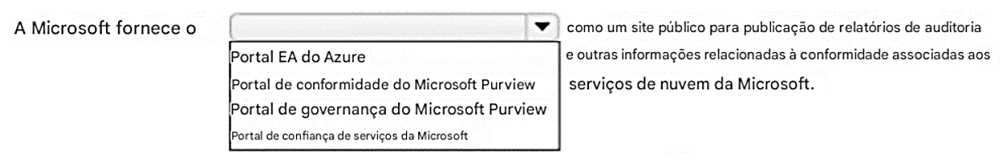 A Microsoft fornece o
Portal EA do Azure
Portal de conformidade do Microsoft Purview
Portal de governança do Microsoft Purview
Portal de confiança de serviços da Microsoft
como um site público para publicação de relatórios de auditoria
e outras informações relacionadas à conformidade associadas aos
serviços de nuvem da Microsoft.